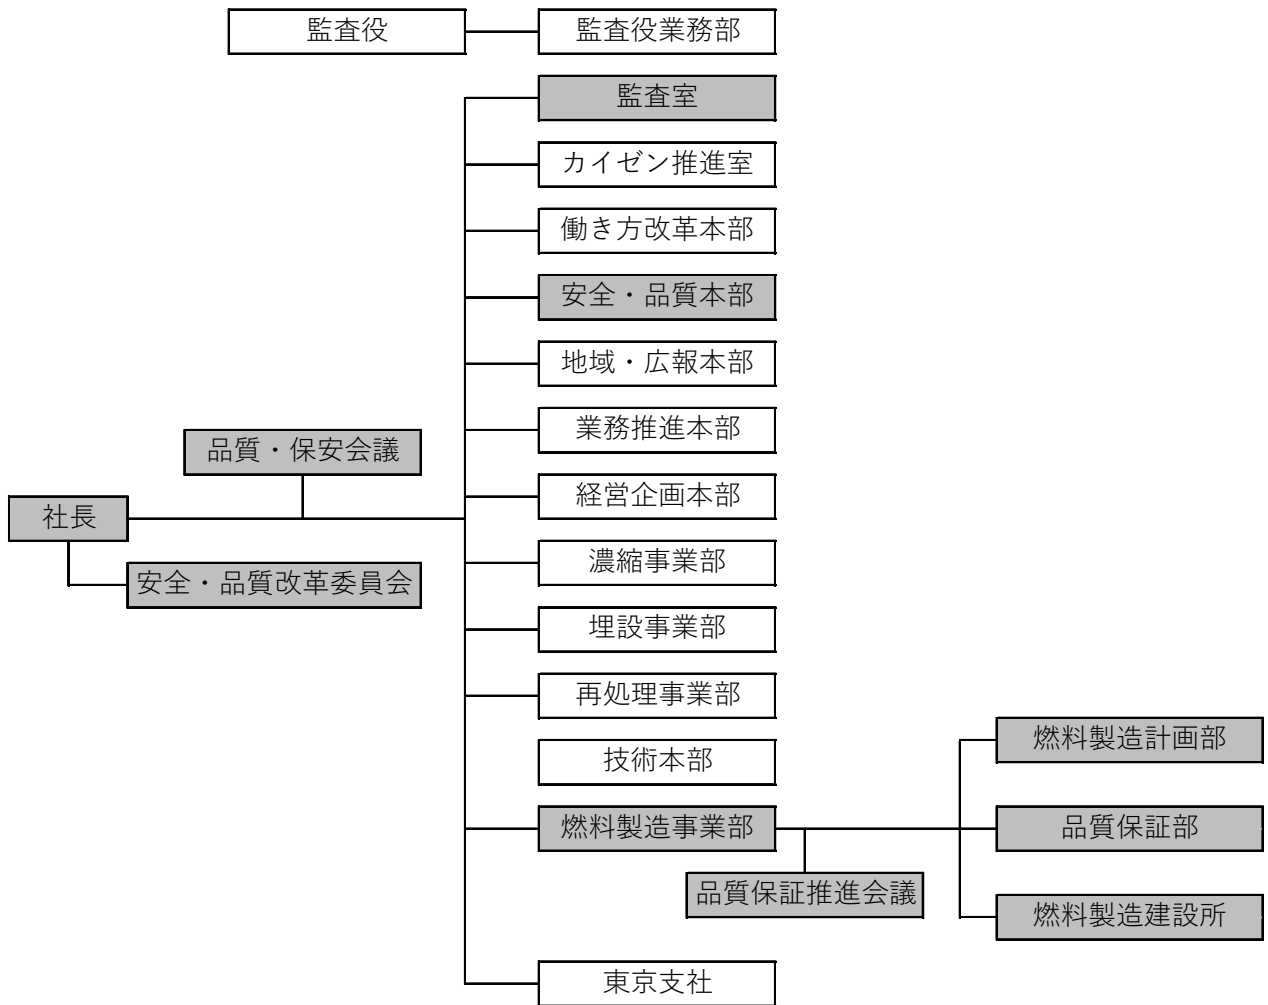 監査役
監査役業務部
監査室
カイゼン推進室
働き方改革本部
安全・品質本部
地域・広報本部
業務推進本部
品質・保安会議
経営企画本部
社長
濃縮事業部
安全・品質改革委員会
埋設事業部
再処理事業部
燃料製造計画部
技術本部
燃料製造事業部
品質保証部
品質保証推進会議
燃料製造建設所
東京支社